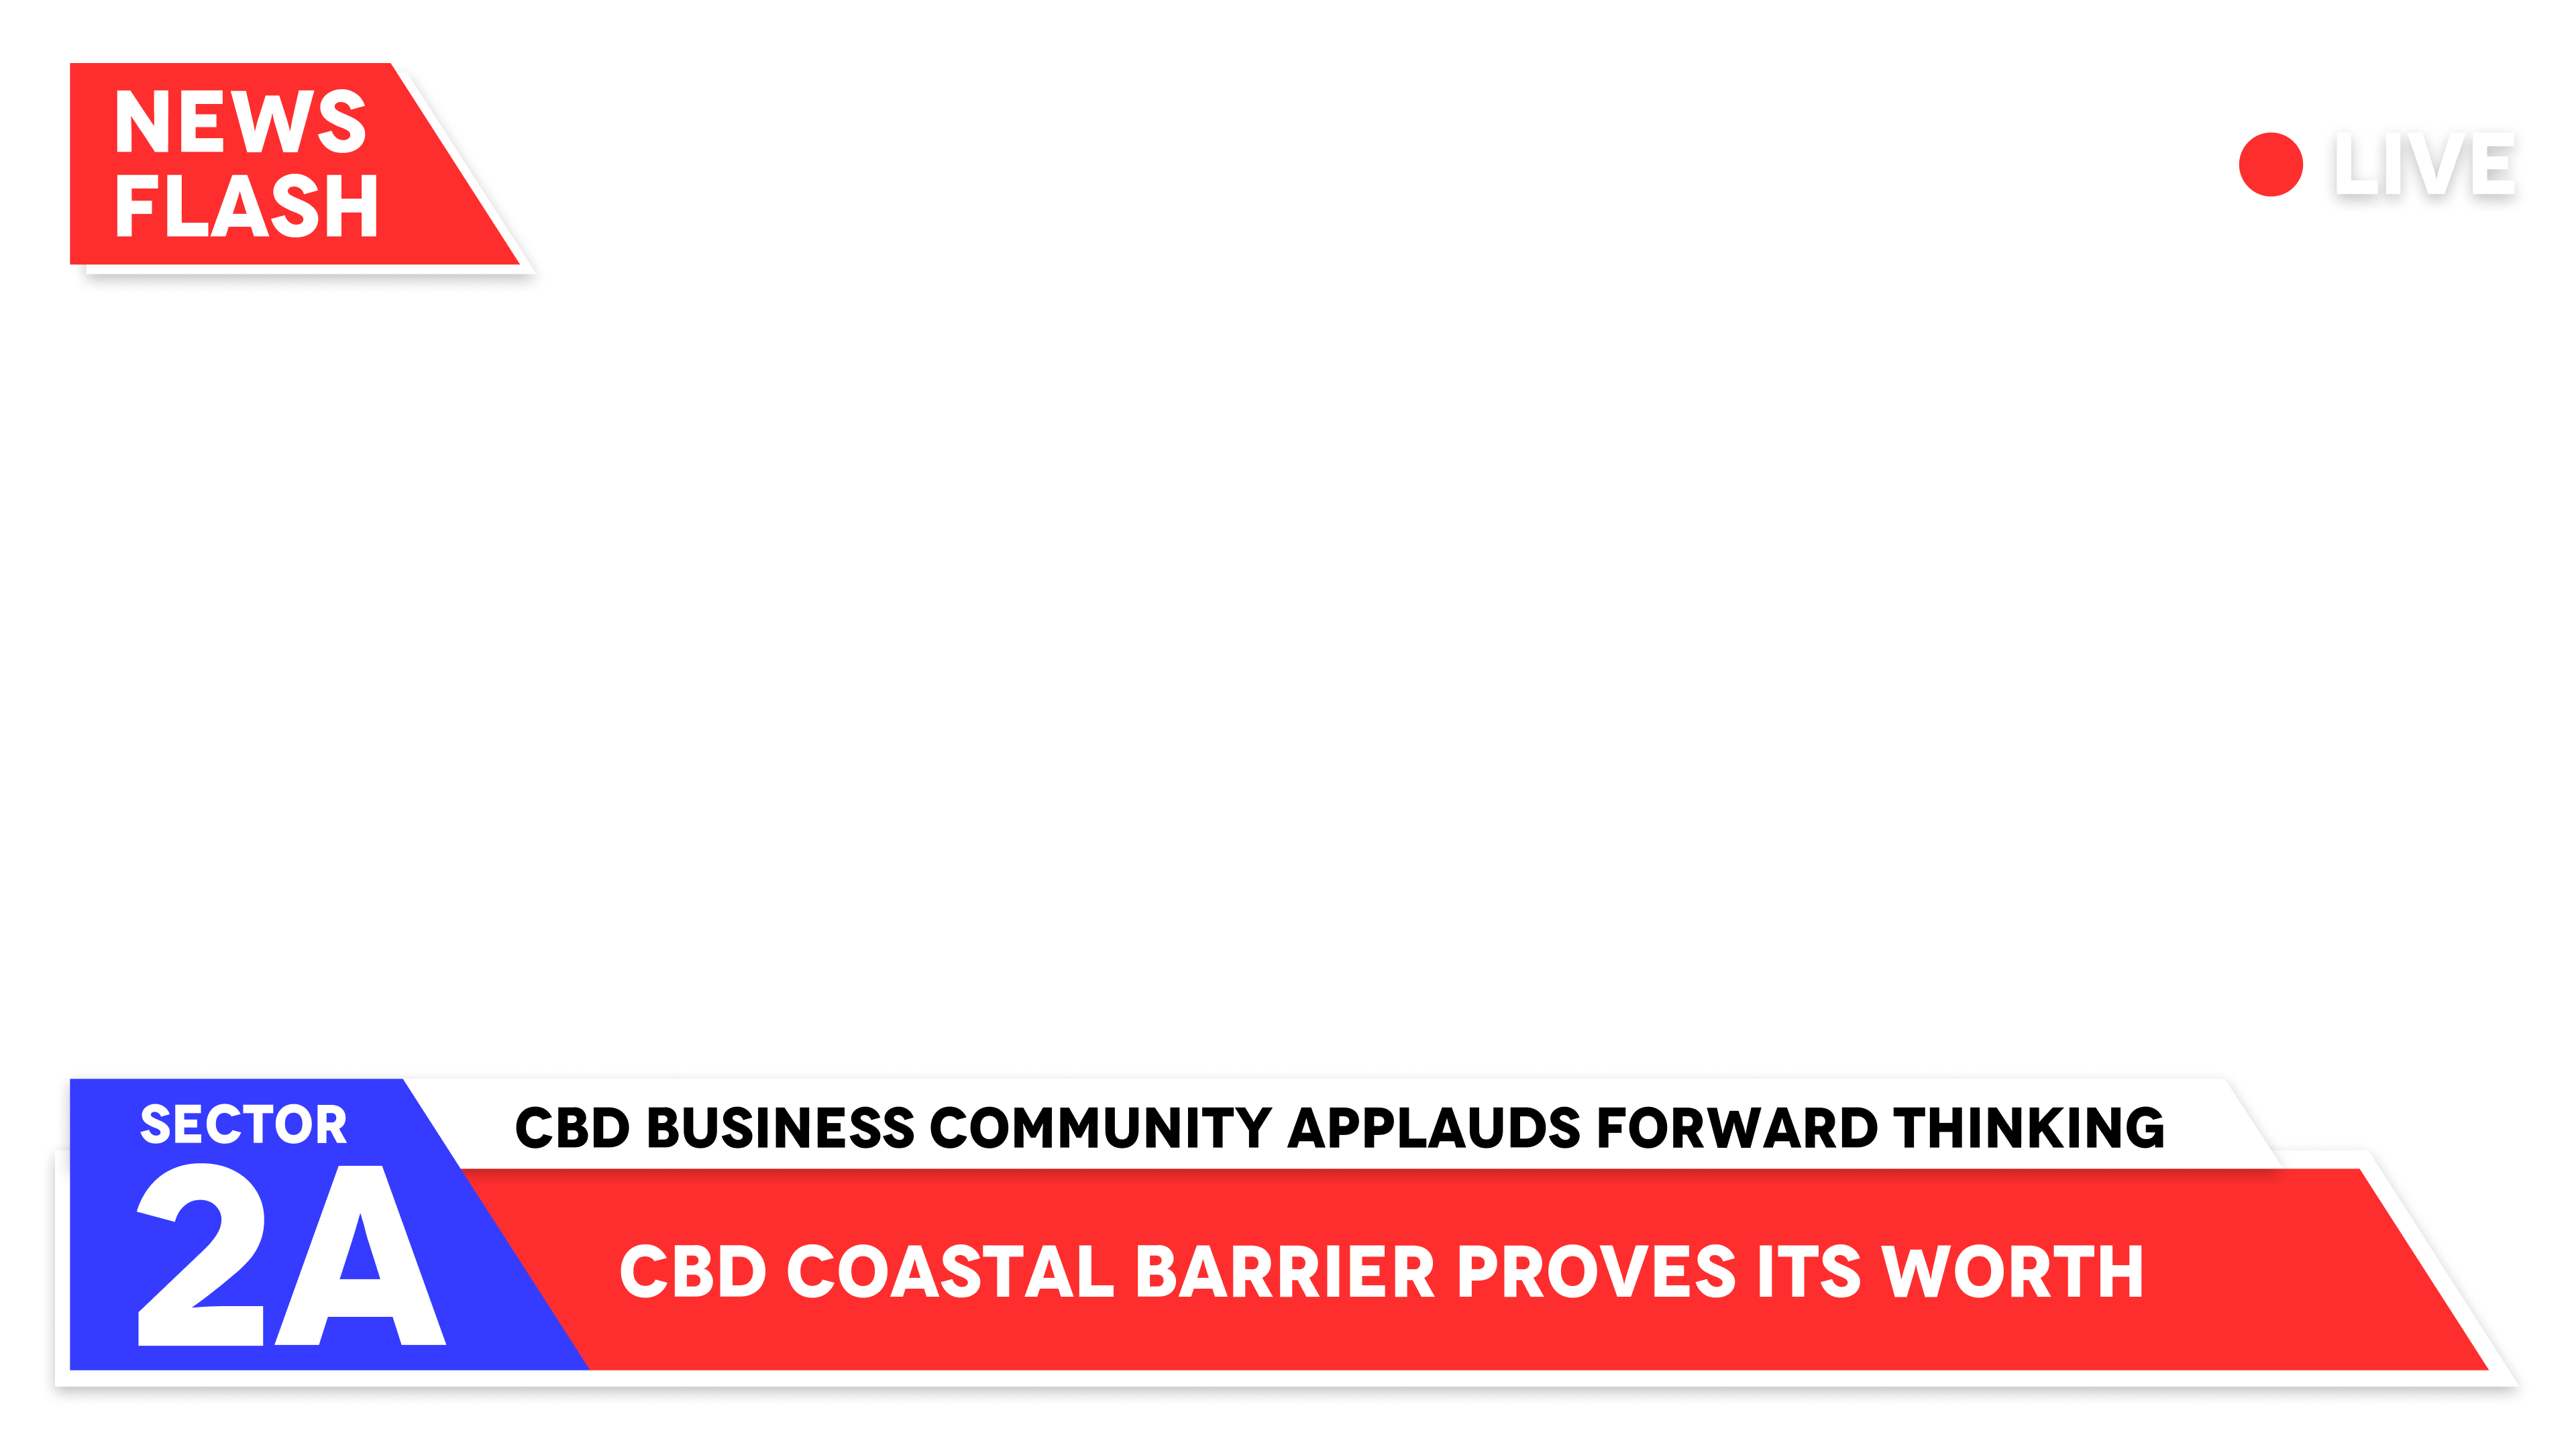 NEWS
FLASH
LIVE
SECTOR
2A
CBD BUSINESS COMMUNITY APPLAUDS FORWARD THINKING
CBD COASTAL BARRIER PROVES ITS WORTH